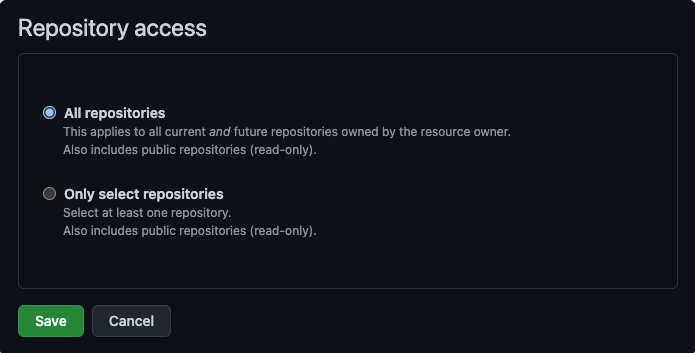 Repository access
All repositories
This applies to all current and future repositories owned by the resource owner.
Also includes public repositories (read-only).
Only select repositories
Select at least one repository.
Also includes public repositories (read-only).
Save
Cancel